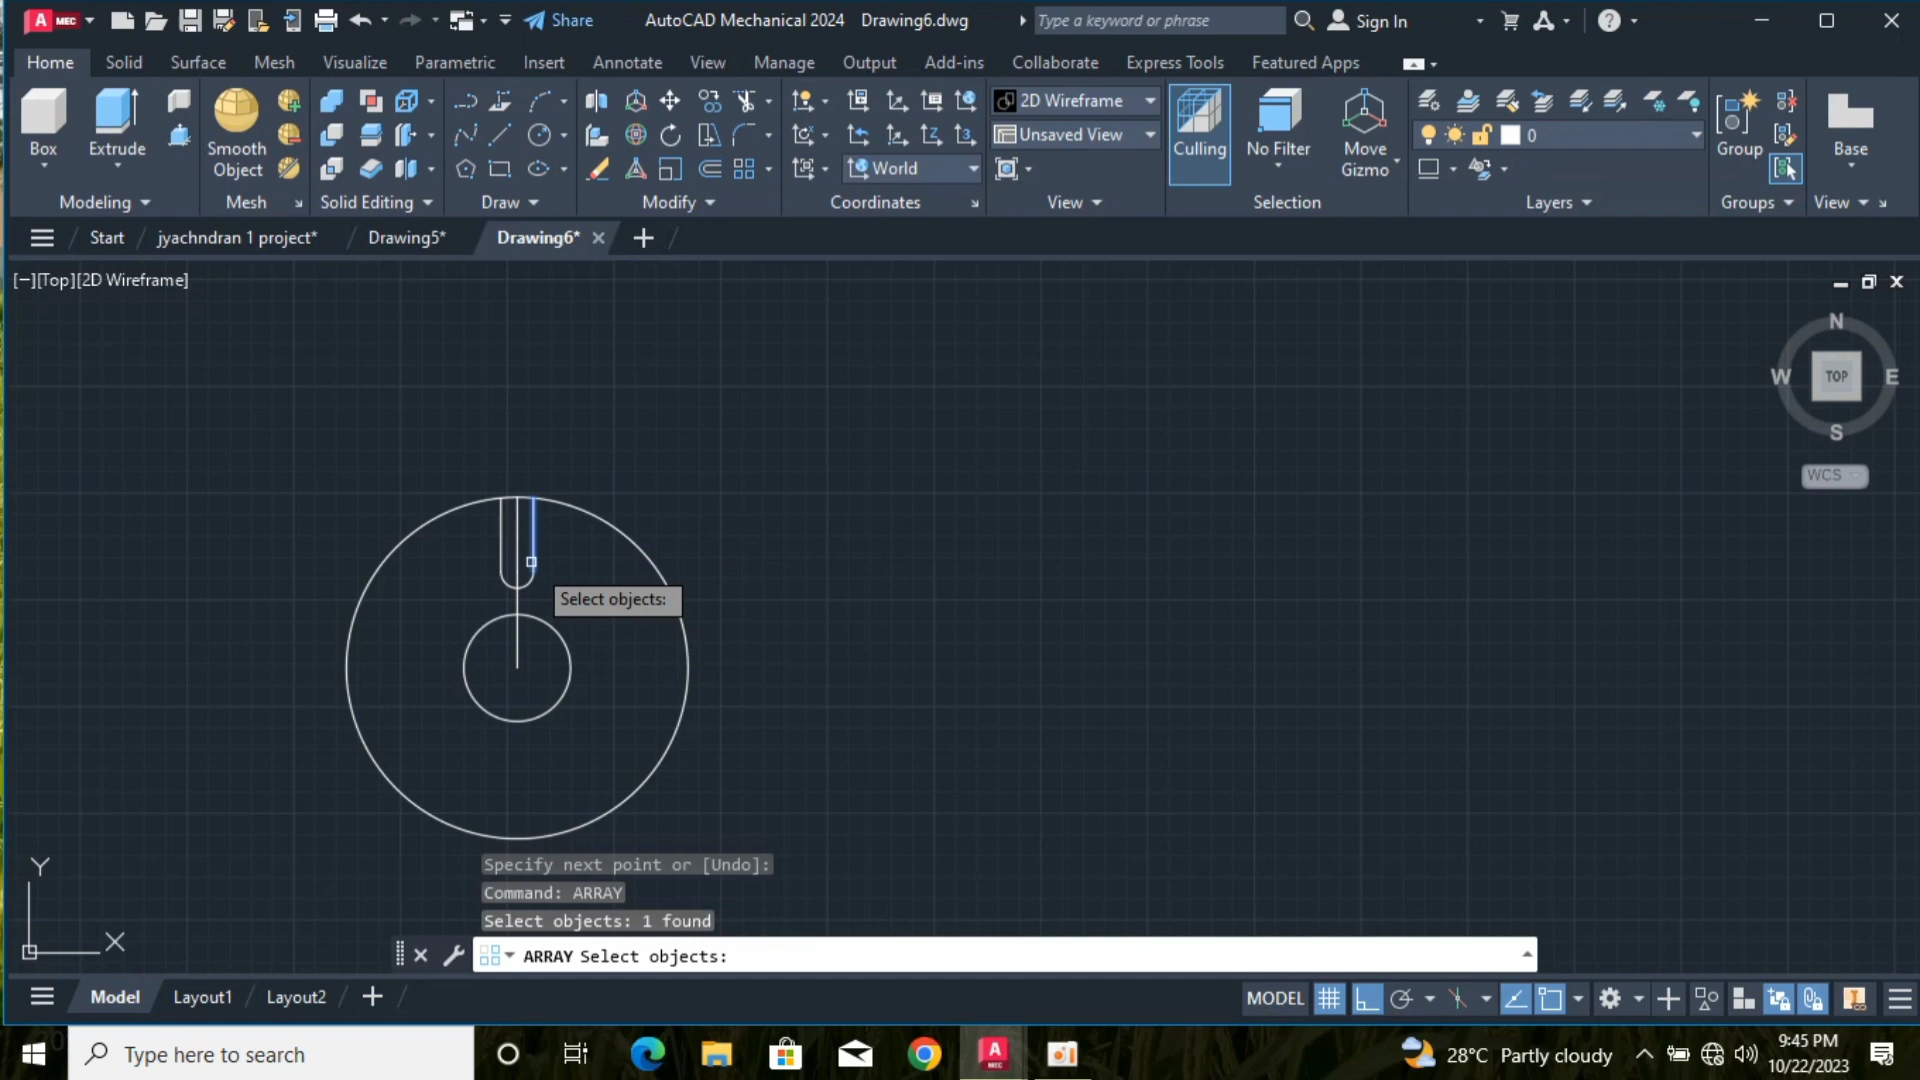 A MEC Share AutoCAD Mechanical 2024 Drawing6.dwg Type a keyword or phrase Sign In
Home Solid Surface Mesh Visualize Parametric Insert Annotate View Manage Output Add-ins Collaborate Express Tools Featured Apps
2D Wireframe
0
Unsaved View
Box Extrude Smooth Object Culling No Filter Move Gizmo Group Base
World
Modeling Mesh Solid Editing Draw Modify Coordinates View Selection Layers Groups View
Start jyachndran 1 project* Drawing5* Drawing6*
[−][Top][2D Wireframe]
N
W TOP E
S
WCS
Select objects:
Y
X
Specify next point or [Undo]:
Command: ARRAY
Select objects: 1 found
ARRAY Select objects:
Model Layout1 Layout2 MODEL
Type here to search
A MEC
28°C Partly cloudy
9:45 PM
10/22/2023